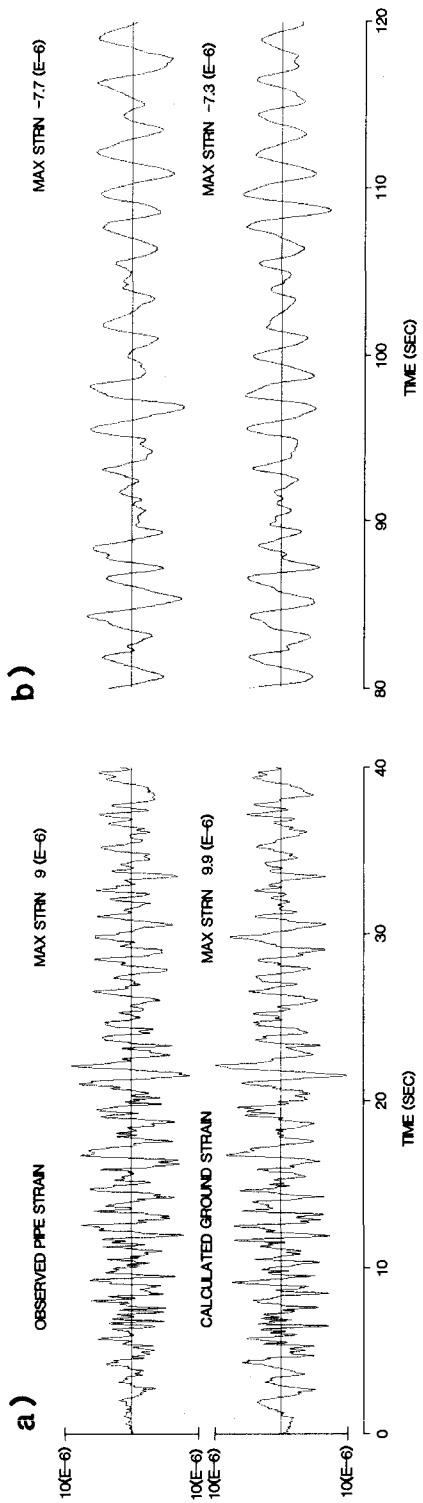 a)
OBSERVED PIPE STRAIN
MAX STRN 9 (E-6)
10(E-6)
10(E-6)
CALCULATED GROUND STRAIN
MAX STRN 9.9 (E-6)
10(E-6)
10(E-6)
0 10 20 30 40
TIME (SEC)
b)
MAX STRN -7.7 (E-6)
MAX STRN -7.3 (E-6)
80 90 100 110 120
TIME (SEC)